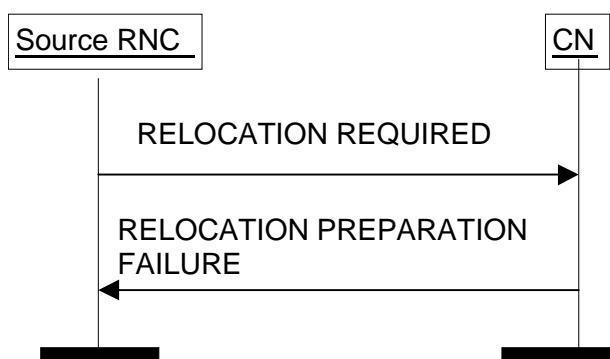 Source RNC
CN
RELOCATION REQUIRED
RELOCATION PREPARATION
FAILURE